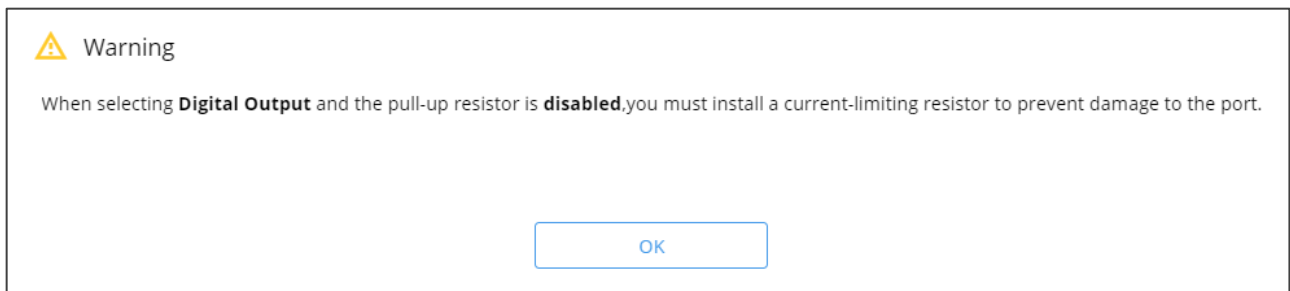 Warning
When selecting Digital Output and the pull-up resistor is disabled,you must install a current-limiting resistor to prevent damage to the port.
OK